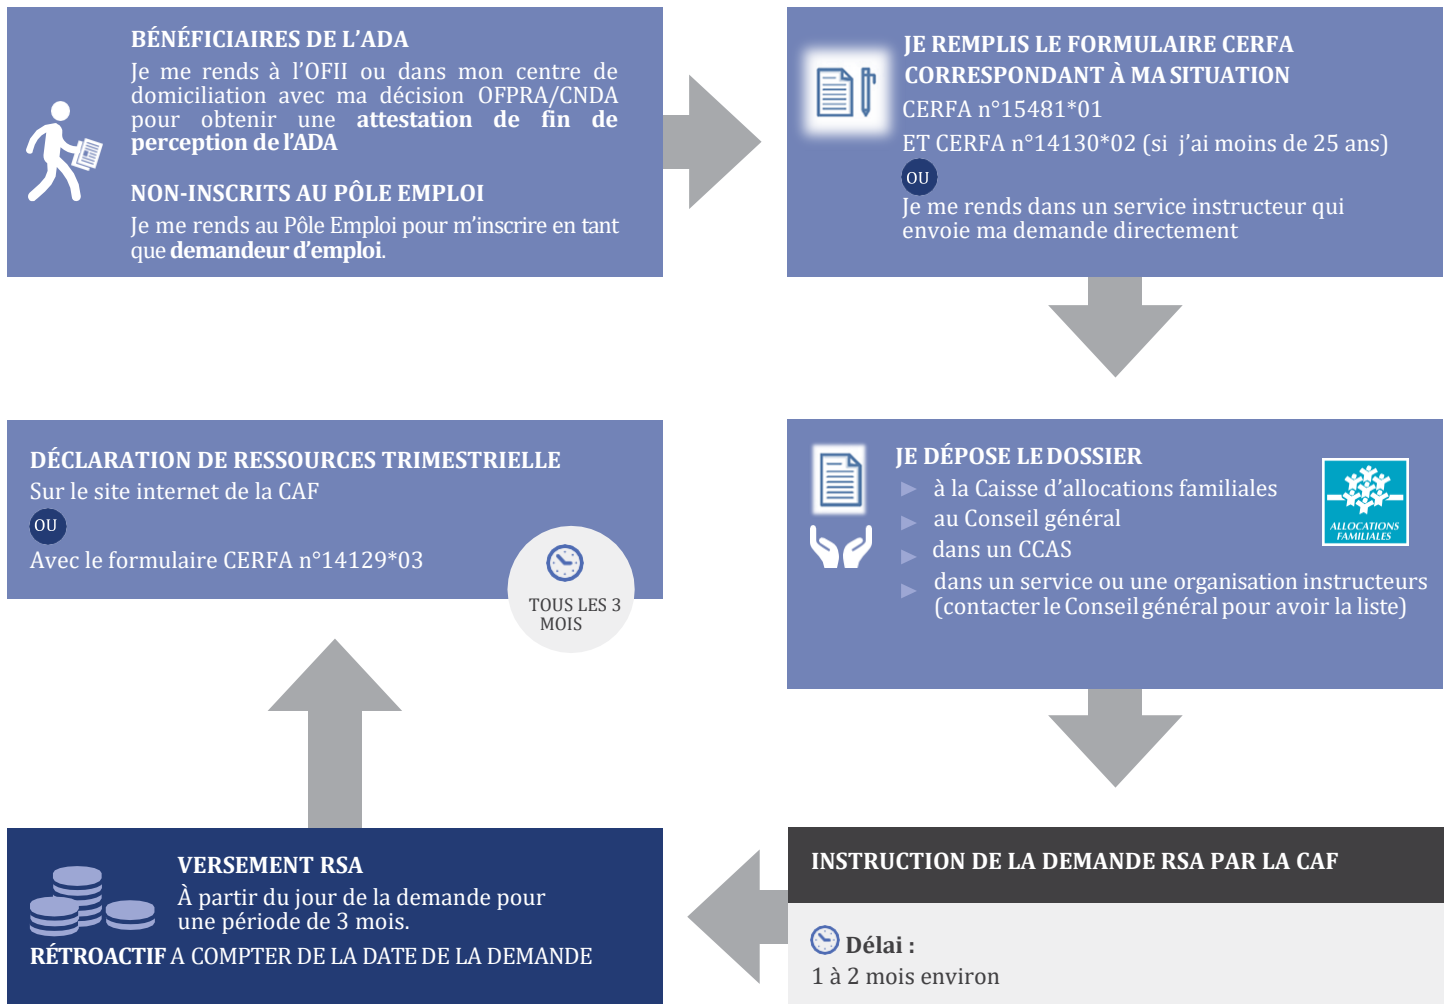 BÉNÉFICIAIRES DE L’ADA
Je me rends à l’OFII ou dans mon centre de
domiciliation avec ma décision OFPRA/CNDA
pour obtenir une attestation de fin de
perception de l’ADA
NON-INSCRITS AU PÔLE EMPLOI
Je me rends au Pôle Emploi pour m’inscrire en tant
que demandeur d’emploi.
JE REMPLIS LE FORMULAIRE CERFA
CORRESPONDANT À MA SITUATION
CERFA n°15481*01
ET CERFA n°14130*02 (si j’ai moins de 25 ans)
OU
Je me rends dans un service instructeur qui
envoie ma demande directement
JE DÉPOSE LE DOSSIER
à la Caisse d’allocations familiales
au Conseil général
dans un CCAS
dans un service ou une organisation instructeurs
(contacter le Conseil général pour avoir la liste)
ALLOCATIONS
FAMILIALES
INSTRUCTION DE LA DEMANDE RSA PAR LA CAF
Délai :
1 à 2 mois environ
VERSEMENT RSA
À partir du jour de la demande pour
une période de 3 mois.
RÉTROACTIF A COMPTER DE LA DATE DE LA DEMANDE
DÉCLARATION DE RESSOURCES TRIMESTRIELLE
Sur le site internet de la CAF
OU
Avec le formulaire CERFA n°14129*03
TOUS LES 3
MOIS